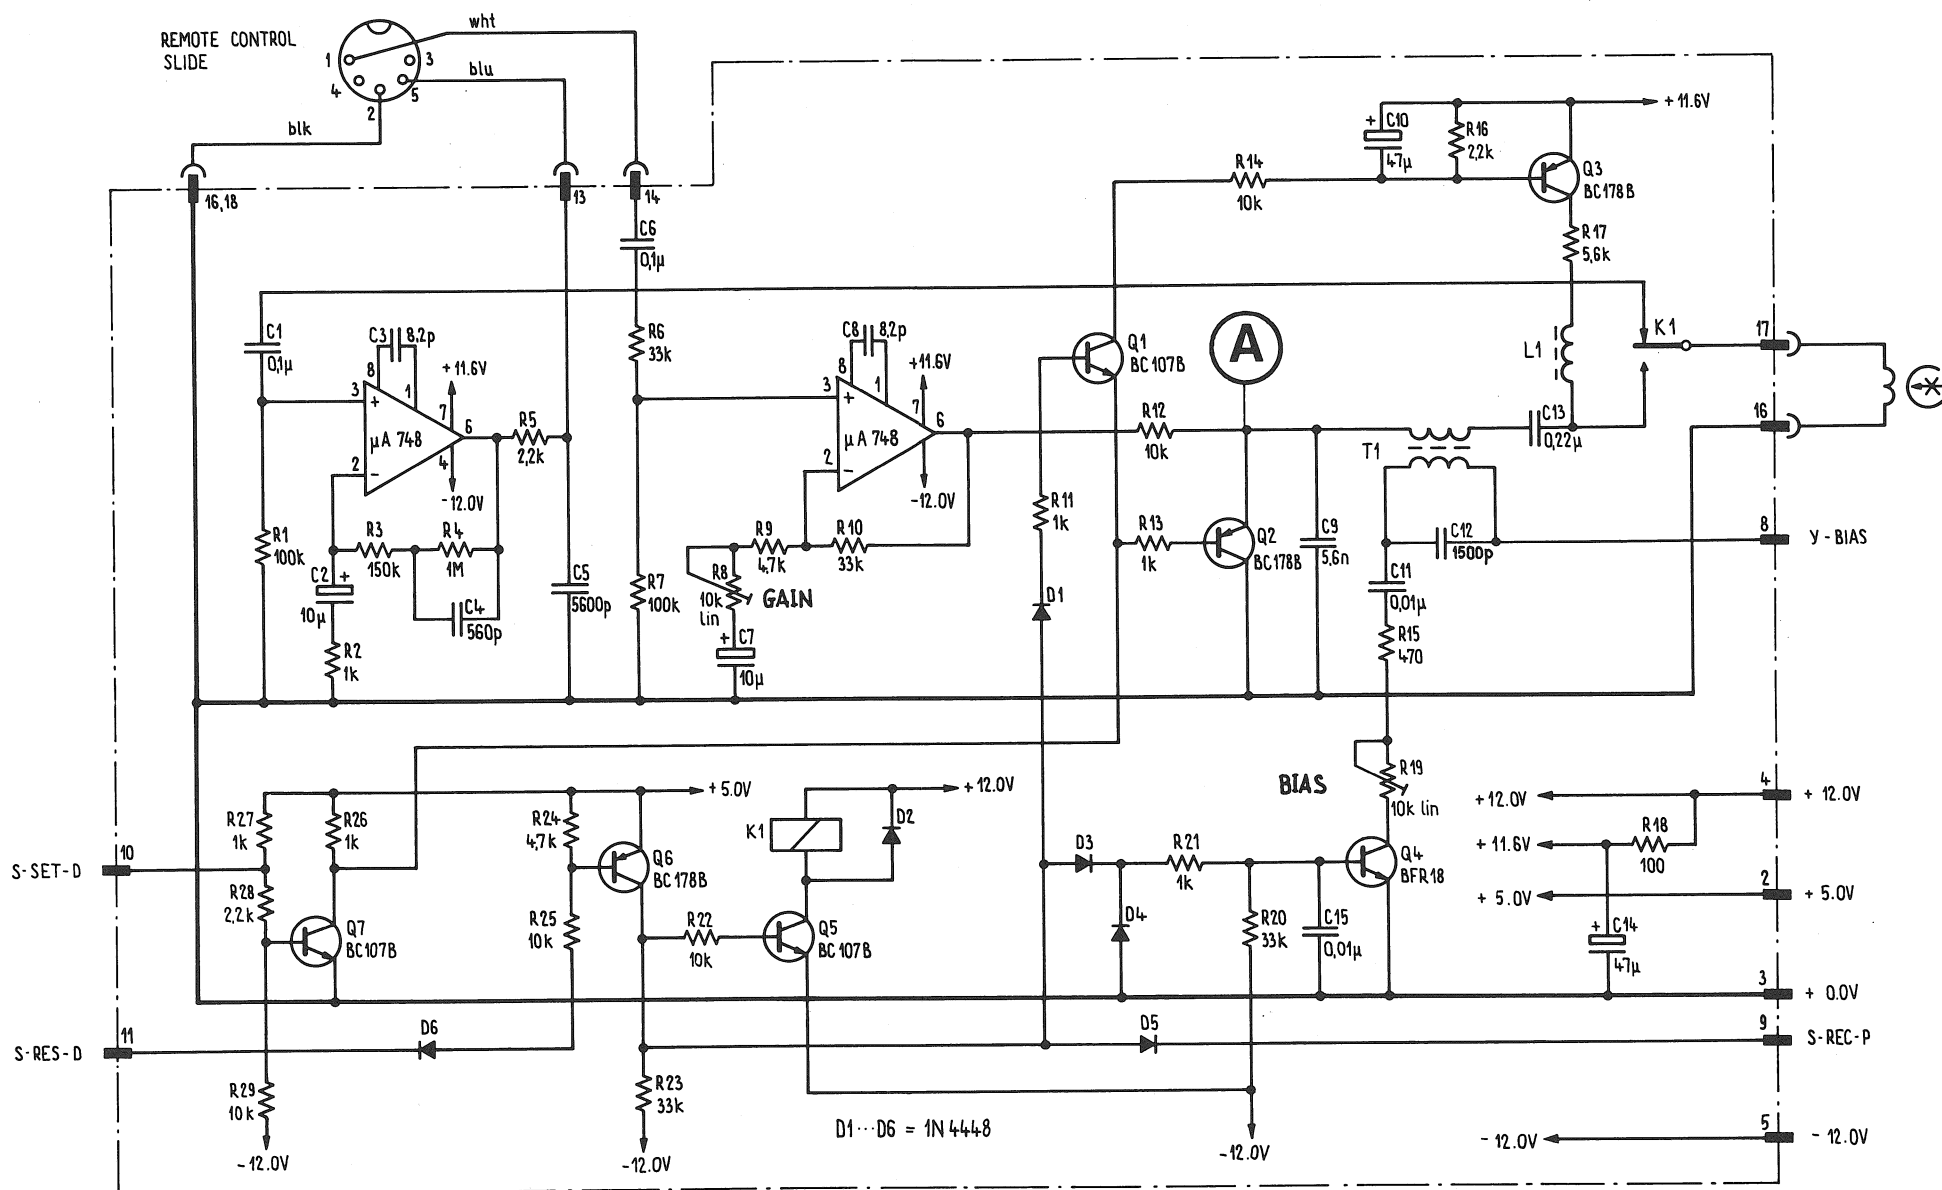 REMOTE CONTROL
SLIDE
1
3
4
5
2
wht
blu
blk
16,18
13
14
C6
0,1µ
R6
33k
C1
0,1µ
C3
8,2p
+11.6V
8
1
3
+
7
µA 748
6
2
-
4
-12.0V
R5
2,2k
R1
100k
R3
150k
R4
1M
C2
+
10µ
C4
560p
C5
5600p
R2
1k
R7
100k
C8
8,2p
+11.6V
8
1
3
+
7
µA 748
6
2
-
-12.0V
R9
4,7k
R10
33k
R8
10k
lin
GAIN
+
C7
10µ
Q1
BC107B
A
R12
10k
R11
1k
R13
1k
Q2
BC178B
C9
5,6n
D1
R14
10k
+
C10
47µ
R16
2,2k
+11.6V
Q3
BC178B
R17
5,6k
L1
K1
17
C13
0,22µ
16
T1
C12
1500p
8
Y-BIAS
C11
0,01µ
R15
470
BIAS
R19
10k lin
+5.0V
+12.0V
R27
1k
R26
1k
R24
4,7k
K1
D2
10
S-SET-D
R28
2,2k
Q7
BC107B
Q6
BC178B
R25
10k
R22
10k
Q5
BC107B
D3
R21
1k
Q4
BFR18
D4
R20
33k
C15
0,01µ
4
+12.0V
+ 12.0V
R18
100
+11.6V
2
+ 5.0V
+ 5.0V
+
C14
47µ
3
+ 0.0V
11
S-RES-D
D6
D5
9
S-REC-P
R29
10k
R23
33k
D1···D6 = 1N4448
-12.0V
-12.0V
-12.0V
5
-12.0V
- 12.0V